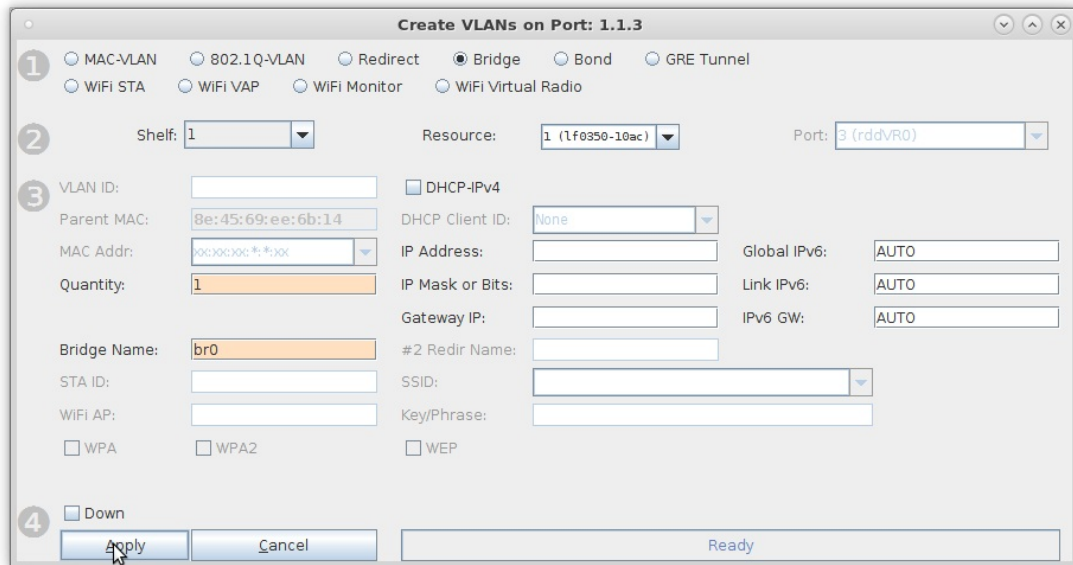 Create VLANs on Port: 1.1.3
1 MAC-VLAN 802.1Q-VLAN Redirect Bridge Bond GRE Tunnel
WiFi STA WiFi VAP WiFi Monitor WiFi Virtual Radio
2 Shelf: 1 Resource: 1 (lf0350-10ac) Port: 3 (rddVR0)
3 VLAN ID: DHCP-IPv4
Parent MAC: 8e:45:69:ee:6b:14 DHCP Client ID: None
MAC Addr: xx:xx:xx:*:*:xx IP Address: Global IPv6: AUTO
Quantity: 1 IP Mask or Bits: Link IPv6: AUTO
Gateway IP: IPv6 GW: AUTO
Bridge Name: br0 #2 Redir Name:
STA ID: SSID:
WiFi AP: Key/Phrase:
WPA WPA2 WEP
4 Down
Apply Cancel Ready